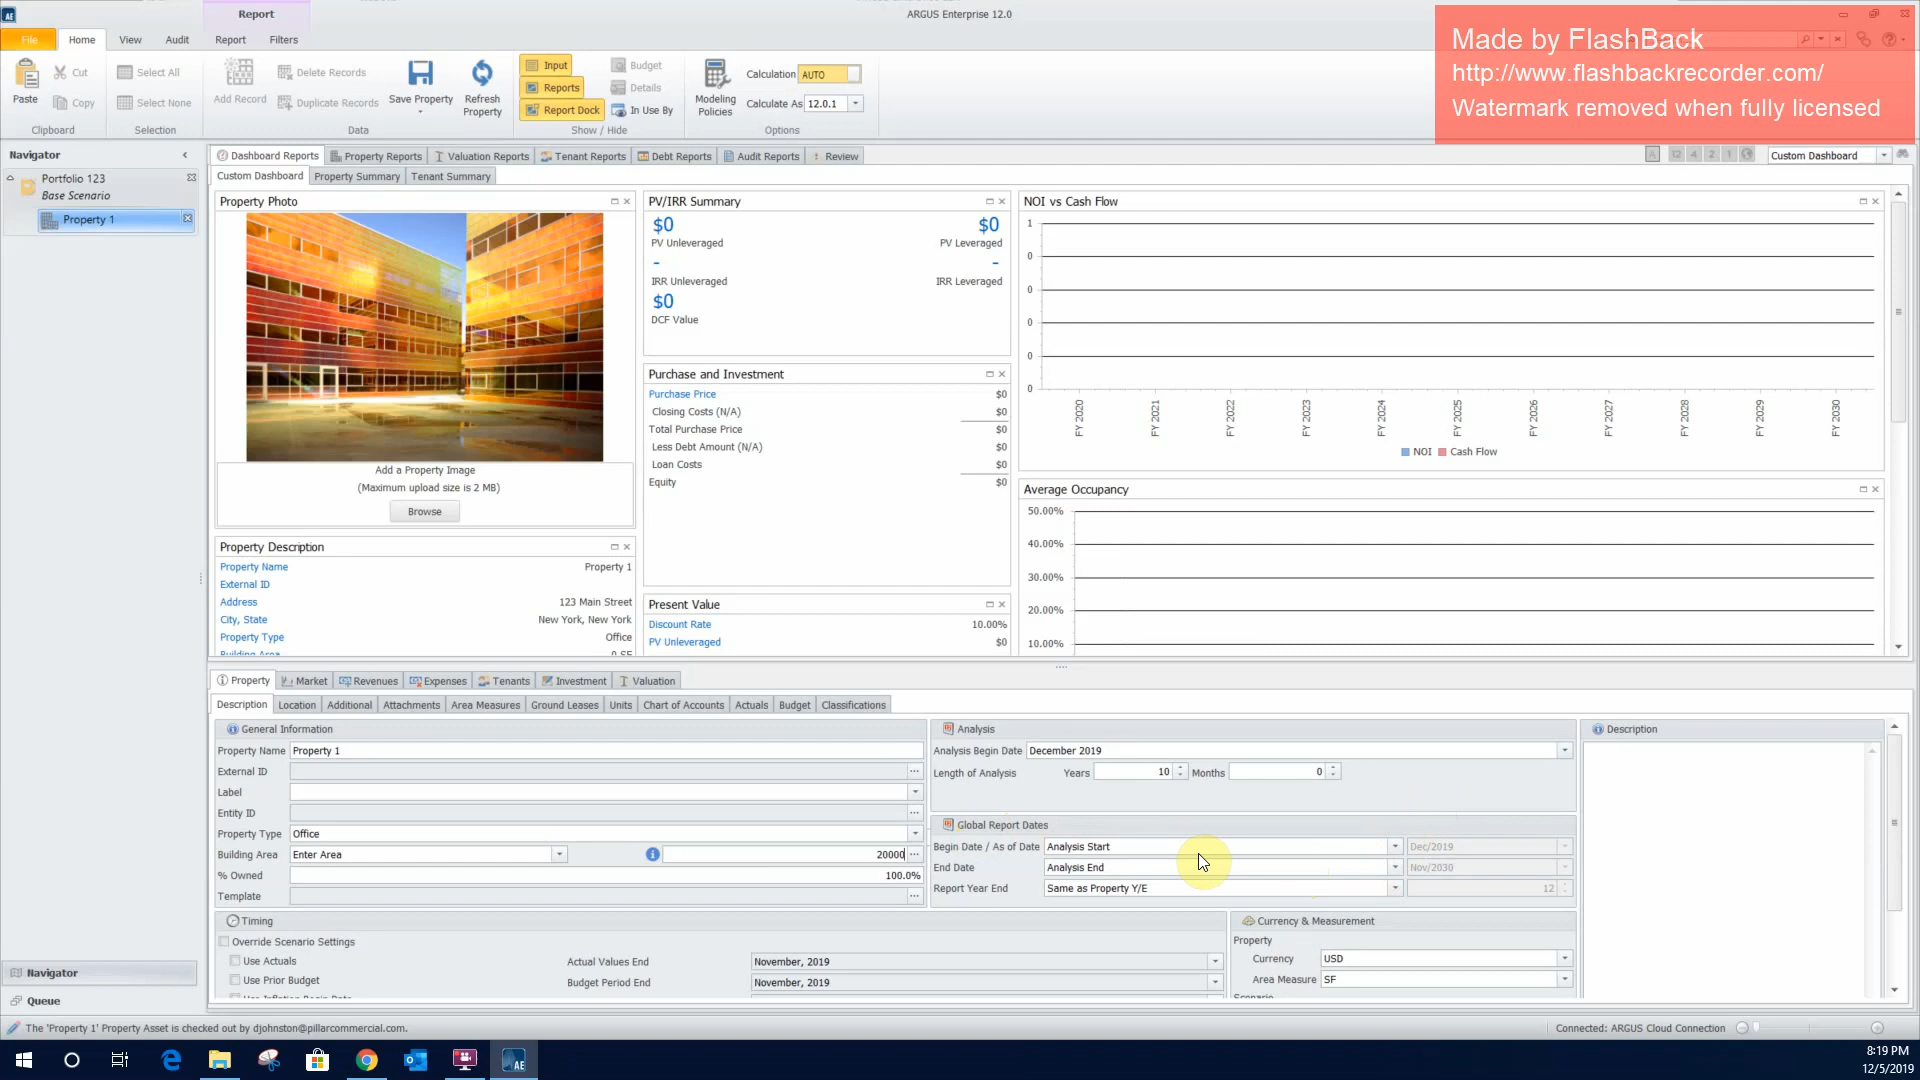 Report
ARGUS Enterprise 12.0
Made by FlashBack
http://www.flashbackrecorder.com/
Watermark removed when fully licensed
File
Home
View
Audit
Report
Filters
Paste
Cut
Copy
Clipboard
Select All
Select None
Selection
Add Record
Delete Records
Duplicate Records
Data
Save Property
Refresh Property
Input
Reports
Report Dock
Budget
Details
In Use By
Show / Hide
Modeling Policies
Calculation AUTO
Calculate As 12.0.1
Options
Navigator
Portfolio 123
Base Scenario
Property 1
Dashboard Reports
Property Reports
Valuation Reports
Tenant Reports
Debt Reports
Audit Reports
Review
A 12 4 2 1
Custom Dashboard
Custom Dashboard
Property Summary
Tenant Summary
Property Photo
Add a Property Image
(Maximum upload size is 2 MB)
Browse
Property Description
Property Name Property 1
External ID
Address 123 Main Street
City, State New York, New York
Property Type Office
Building Area 0 SF
PV/IRR Summary
$0 $0
PV Unleveraged PV Leveraged
- -
IRR Unleveraged IRR Leveraged
$0
DCF Value
Purchase and Investment
Purchase Price $0
Closing Costs (N/A) $0
Total Purchase Price $0
Less Debt Amount (N/A) $0
Loan Costs $0
Equity $0
Present Value
Discount Rate 10.00%
PV Unleveraged $0
NOI vs Cash Flow
1
0
0
0
0
0
FY 2020
FY 2021
FY 2022
FY 2023
FY 2024
FY 2025
FY 2026
FY 2027
FY 2028
FY 2029
FY 2030
NOI Cash Flow
Average Occupancy
50.00%
40.00%
30.00%
20.00%
10.00%
Property
Market
Revenues
Expenses
Tenants
Investment
Valuation
Description
Location
Additional
Attachments
Area Measures
Ground Leases
Units
Chart of Accounts
Actuals
Budget
Classifications
General Information
Property Name Property 1
External ID
Label
Entity ID
Property Type Office
Building Area Enter Area 20000
% Owned 100.0%
Template
Analysis
Analysis Begin Date December 2019
Length of Analysis Years 10 Months 0
Global Report Dates
Begin Date / As of Date Analysis Start Dec/2019
End Date Analysis End Nov/2030
Report Year End Same as Property Y/E 12
Description
Timing
Override Scenario Settings
Use Actuals Actual Values End November, 2019
Use Prior Budget Budget Period End November, 2019
Use Inflation Begin Date
Currency & Measurement
Property
Currency USD
Area Measure SF
Scenario
Navigator
Queue
The 'Property 1' Property Asset is checked out by djohnston@pillarcommercial.com.
Connected: ARGUS Cloud Connection
AE
8:19 PM
12/5/2019